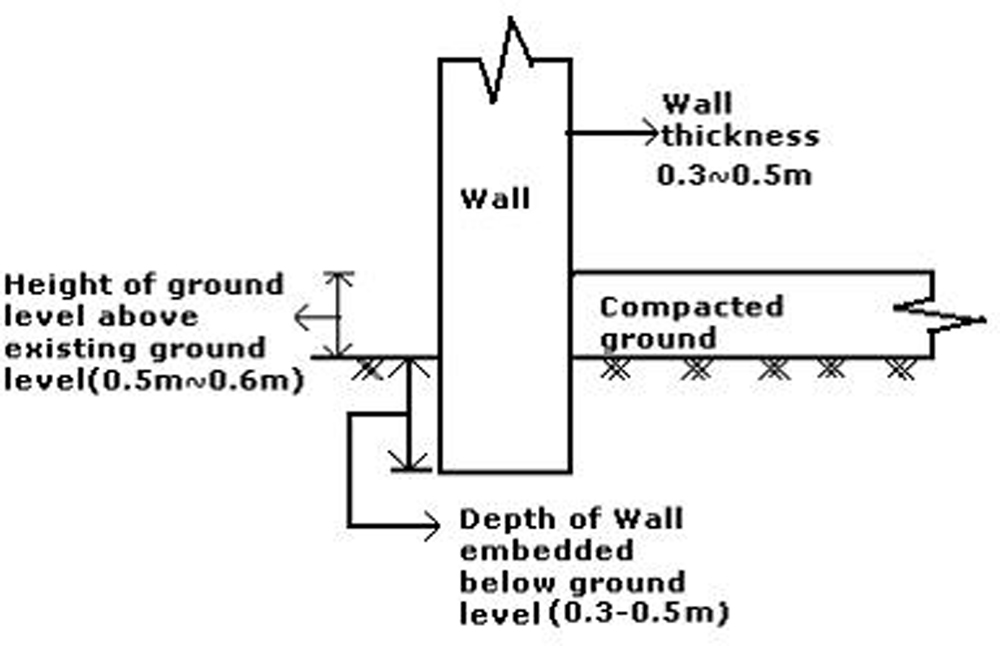 Wall
thickness
0.3~0.5m
Wall
Height of ground
level above
existing ground
level(0.5m~0.6m)
Compacted
ground
Depth of Wall
embedded
below ground
level(0.3-0.5m)